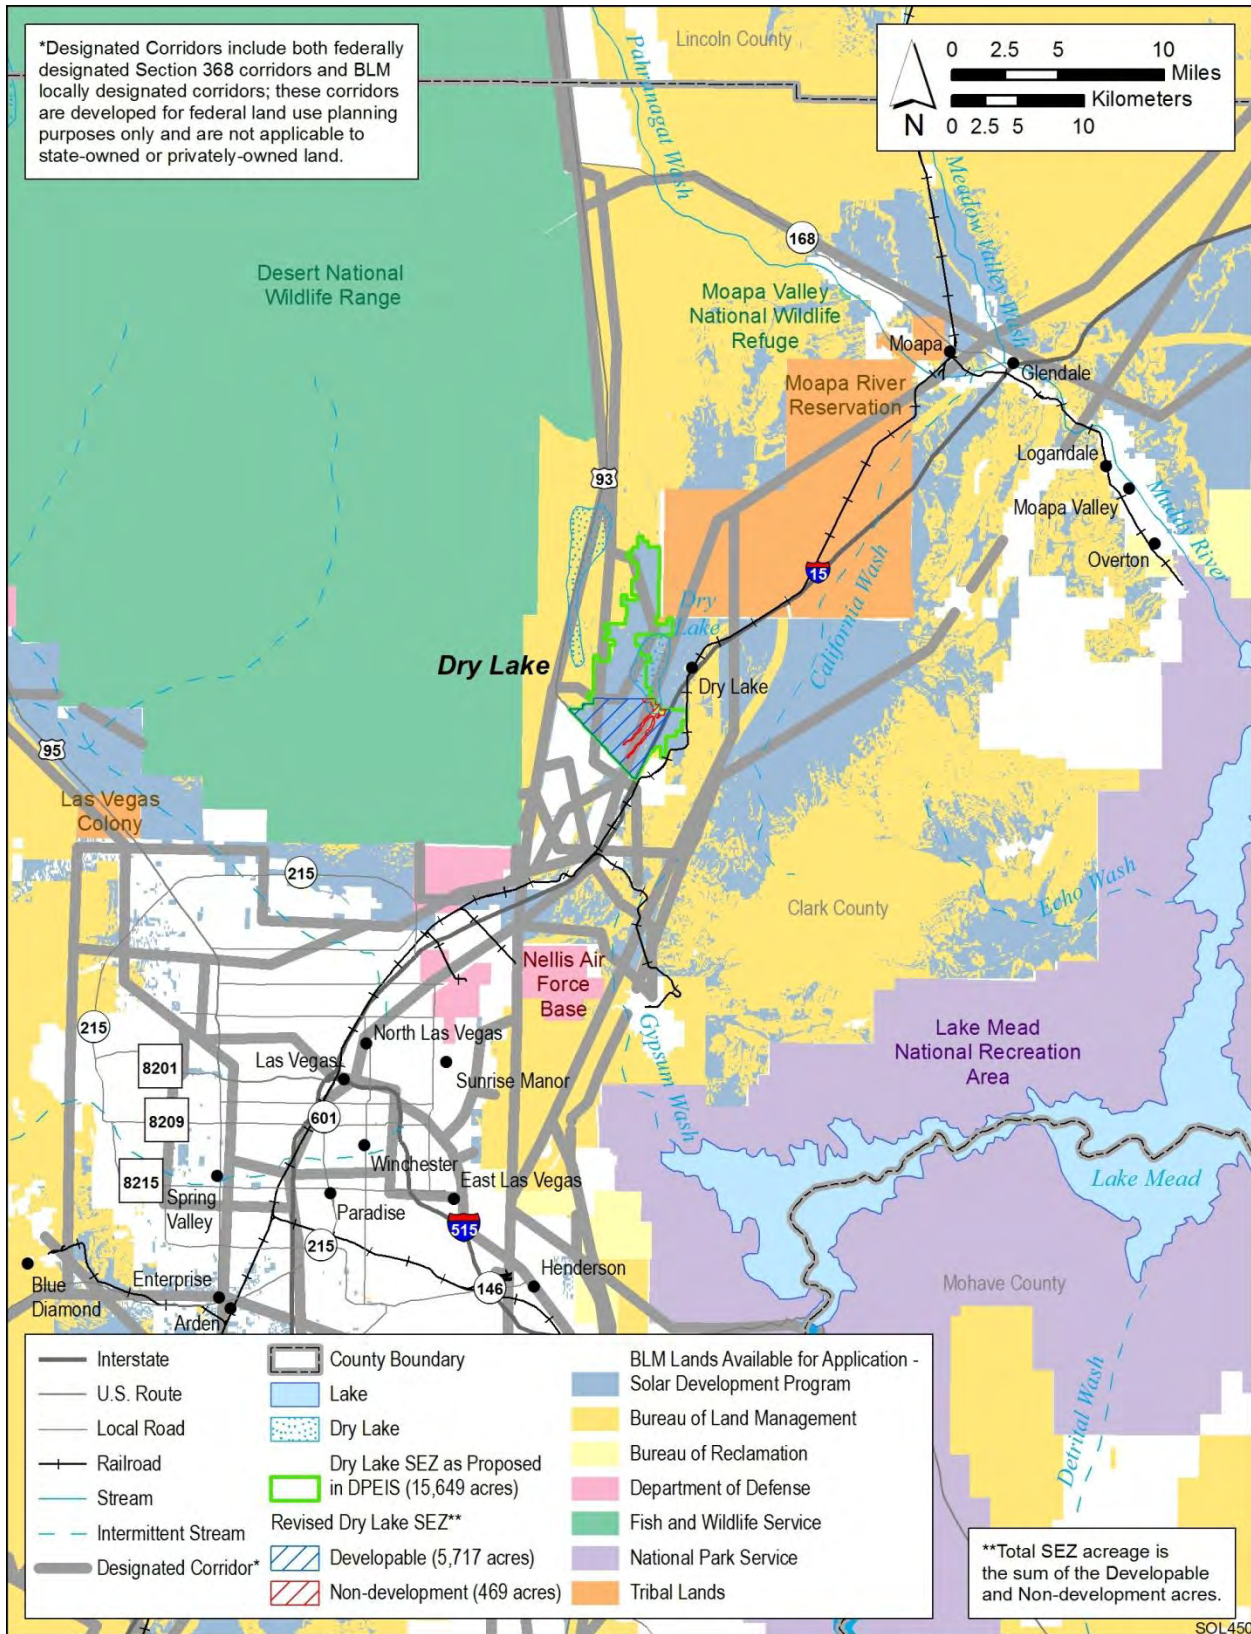 *Designated Corridors include both federally
designated Section 368 corridors and BLM
locally designated corridors; these corridors
are developed for federal land use planning
purposes only and are not applicable to
state-owned or privately-owned land.
Lincoln County
0 2.5 5 10
Miles
Kilometers
0 2.5 5 10
N
Pahranagat Wash
Meadow Valley Wash
168
Desert National
Wildlife Range
Moapa Valley
National Wildlife
Refuge
Moapa
Glendale
Moapa River
Reservation
93
Logandale
Moapa Valley
Muddy River
Overton
15
California Wash
Dry
Lake
Dry Lake
Dry Lake
95
Las Vegas
Colony
215
Clark County
Echo Wash
Nellis Air
Force
Base
Gypsum Wash
215
North Las Vegas
Las Vegas
Sunrise Manor
Lake Mead
National Recreation
Area
8201
601
8209
Winchester
8215
Spring
Valley
East Las Vegas
Paradise
Lake Mead
515
215
Blue
Diamond
Enterprise
Arden
146
Henderson
Mohave County
Detrital Wash
Interstate
U.S. Route
Local Road
Railroad
Stream
Intermittent Stream
Designated Corridor*
County Boundary
Lake
Dry Lake
Dry Lake SEZ as Proposed
in DPEIS (15,649 acres)
Revised Dry Lake SEZ**
Developable (5,717 acres)
Non-development (469 acres)
BLM Lands Available for Application -
Solar Development Program
Bureau of Land Management
Bureau of Reclamation
Department of Defense
Fish and Wildlife Service
National Park Service
Tribal Lands
**Total SEZ acreage is
the sum of the Developable
and Non-development acres.
SOL450